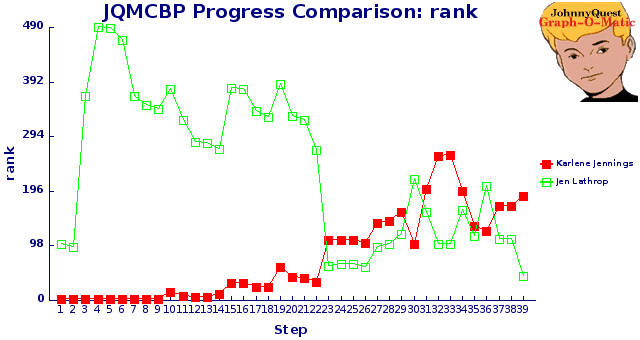 JQMCBP Progress Comparison: rank
JohnnyQuest
Graph-O-Matic
490
392
294
196
98
0
rank
1 2 3 4 5 6 7 8 9 10 11 12 13 14 15 16 17 18 19 20 21 22 23 24 25 26 27 28 29 30 31 32 33 34 35 36 37 38 39
Step
Karlene Jennings
Jen Lathrop